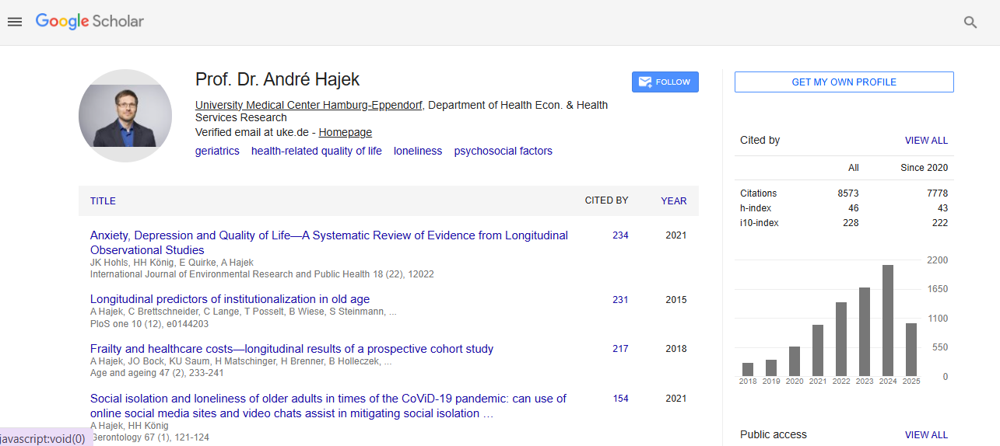 Google Scholar
Prof. Dr. André Hajek
FOLLOW
University Medical Center Hamburg-Eppendorf, Department of Health Econ. & Health
Services Research
Verified email at uke.de - Homepage
geriatrics health-related quality of life loneliness psychosocial factors
TITLE CITED BY YEAR
Anxiety, Depression and Quality of Life—A Systematic Review of Evidence from Longitudinal 234 2021
Observational Studies
JK Hohls, HH König, E Quirke, A Hajek
International Journal of Environmental Research and Public Health 18 (22), 12022
Longitudinal predictors of institutionalization in old age 231 2015
A Hajek, C Brettschneider, C Lange, T Posselt, B Wiese, S Steinmann, ...
PloS one 10 (12), e0144203
Frailty and healthcare costs—longitudinal results of a prospective cohort study 217 2018
A Hajek, JO Bock, KU Saum, H Matschinger, H Brenner, B Holleczek, ...
Age and ageing 47 (2), 233-241
Social isolation and loneliness of older adults in times of the CoViD-19 pandemic: can use of 154 2021
online social media sites and video chats assist in mitigating social isolation …
A Hajek, HH König
Gerontology 67 (1), 121-124
javascript:void(0)
GET MY OWN PROFILE
Cited by VIEW ALL
All Since 2020
Citations 8573 7778
h-index 46 43
i10-index 228 222
2200
1650
1100
550
0
2018 2019 2020 2021 2022 2023 2024 2025
Public access VIEW ALL